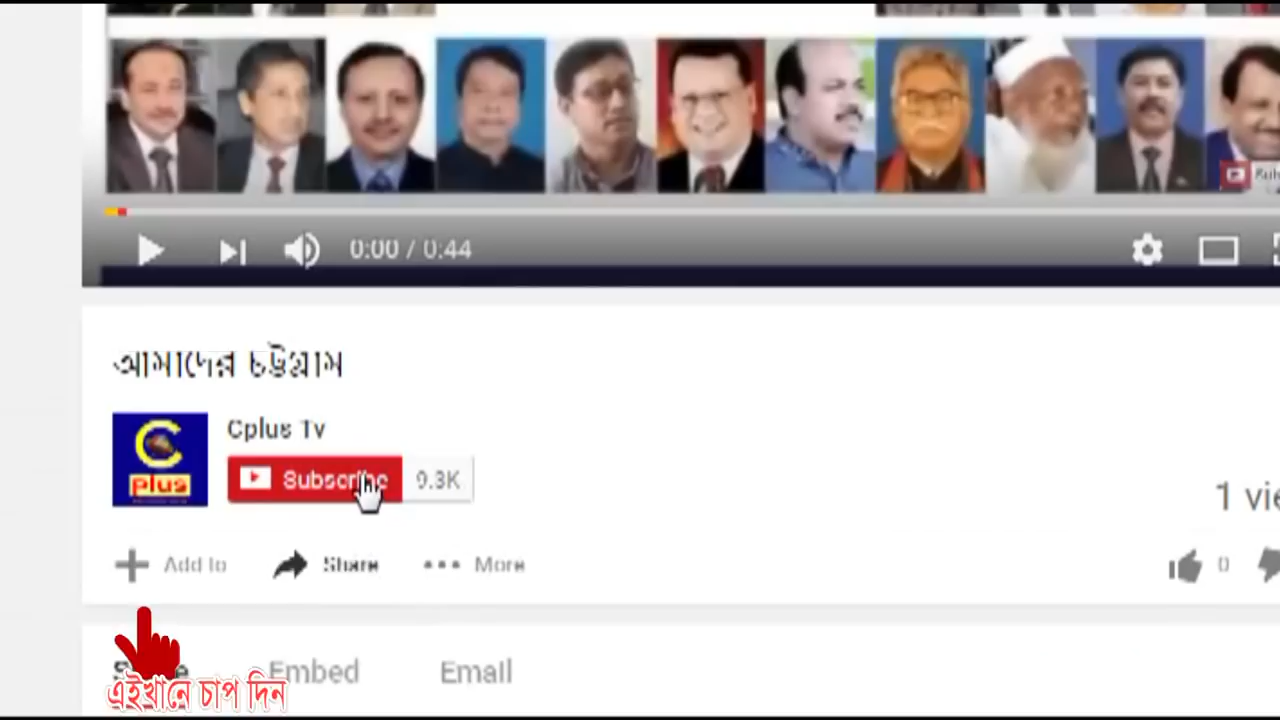 0:00 / 0:44
আমাদের চট্টগ্রাম
C
plus
Cplus Tv
Subscribe 9.3K
1 vie
Add to Share More
0
Embed Email
এইখানে চাপ দিন